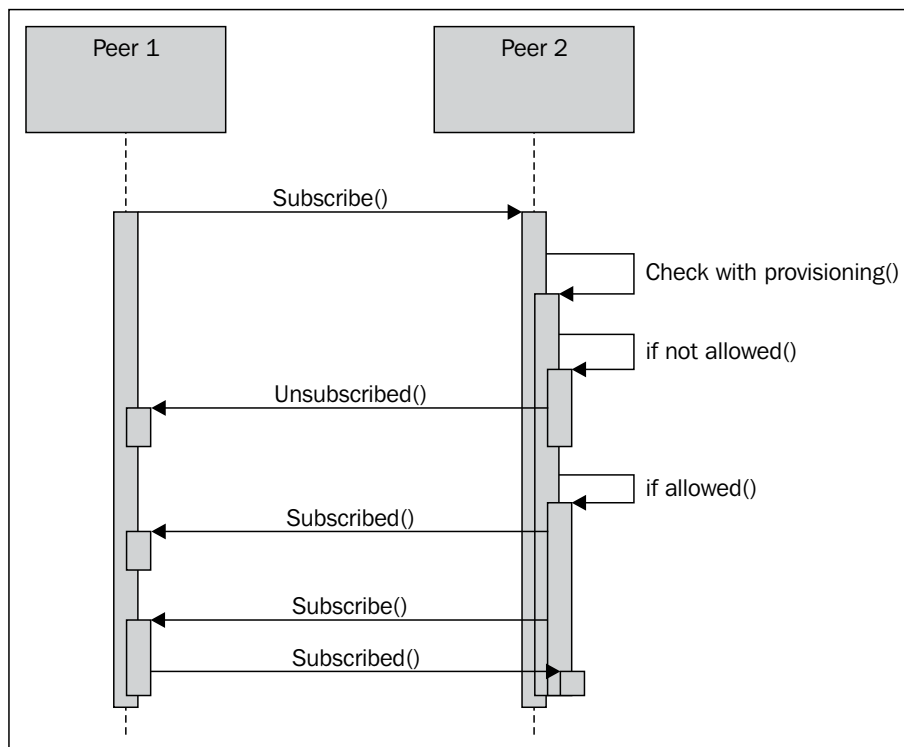 Peer 1
Peer 2
Subscribe()
Check with provisioning()
if not allowed()
Unsubscribed()
if allowed()
Subscribed()
Subscribe()
Subscribed()